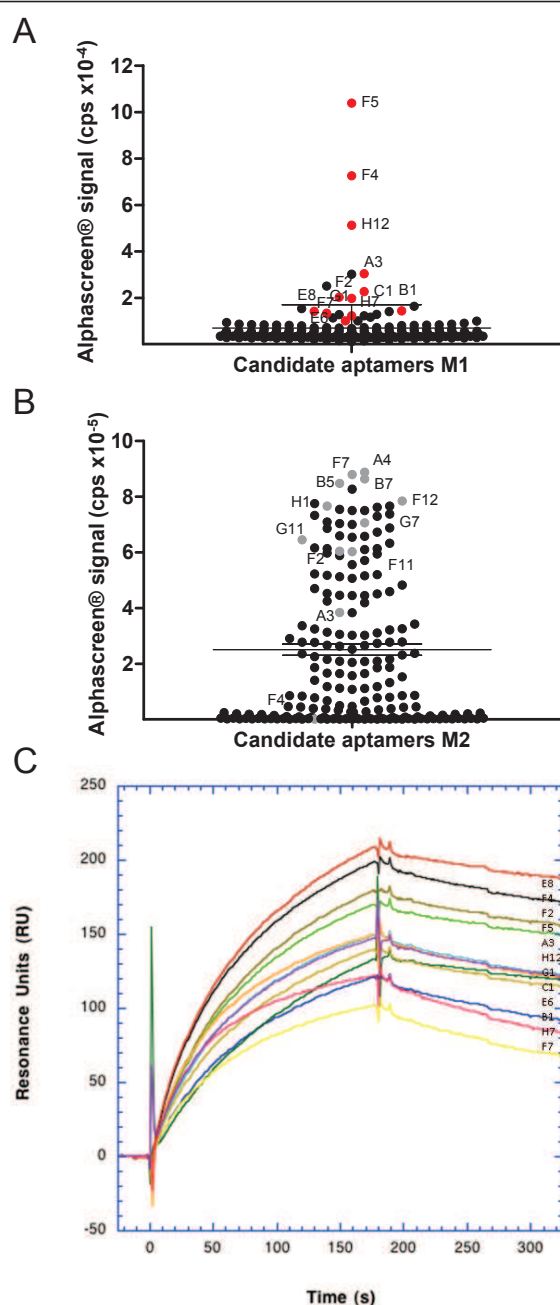 A
Alphascreen® signal (cps x10-4)
12
10
8
6
4
2
F5
F4
H12
A3
F2
C1
B1
E8
G1
F7
H7
E6
Candidate aptamers M1
B
Alphascreen® signal (cps x10-5)
10
8
6
4
2
F7
A4
B5
B7
H1
F12
G11
G7
F2
F11
A3
F4
Candidate aptamers M2
C
Resonance Units (RU)
250
200
150
100
50
0
-50
E8
F4
F2
F5
A3
H12
G1
C1
E6
B1
H7
F7
0 50 100 150 200 250 300
Time (s)